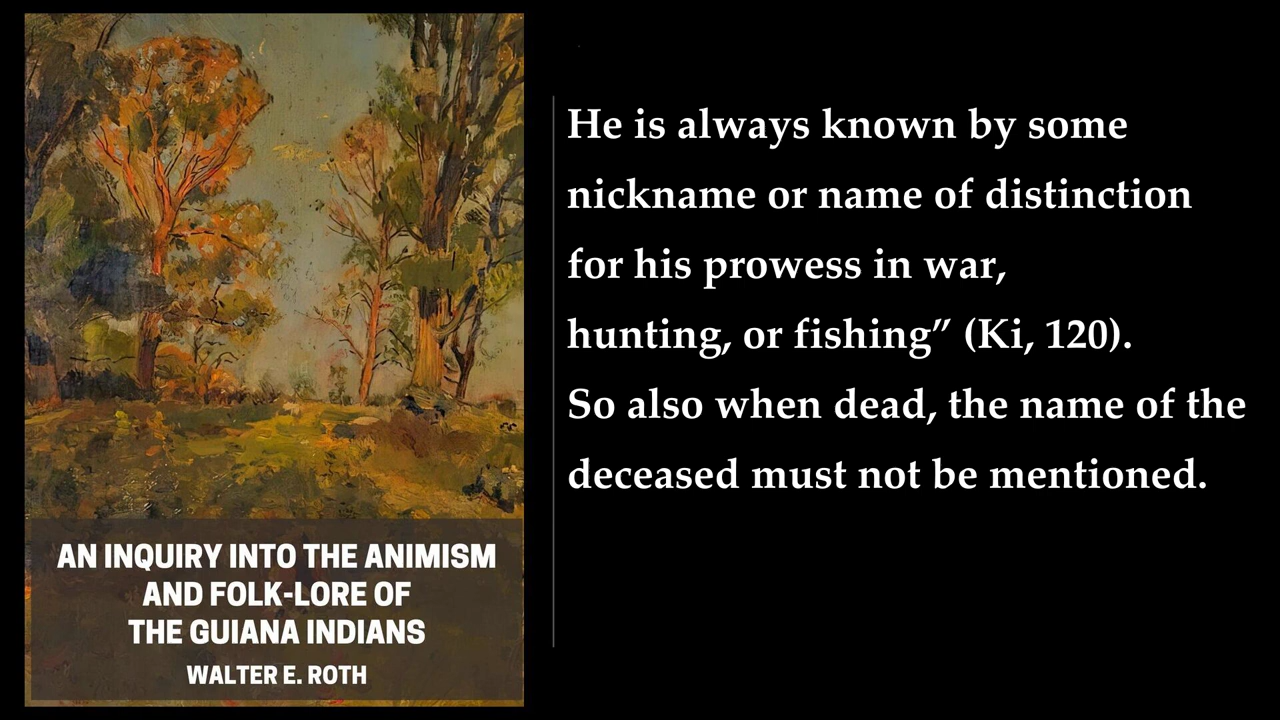 He is always known by some
nickname or name of distinction
for his prowess in war,
hunting, or fishing” (Ki, 120).
So also when dead, the name of the
deceased must not be mentioned.
AN INQUIRY INTO THE ANIMISM
AND FOLK-LORE OF
THE GUIANA INDIANS
WALTER E. ROTH